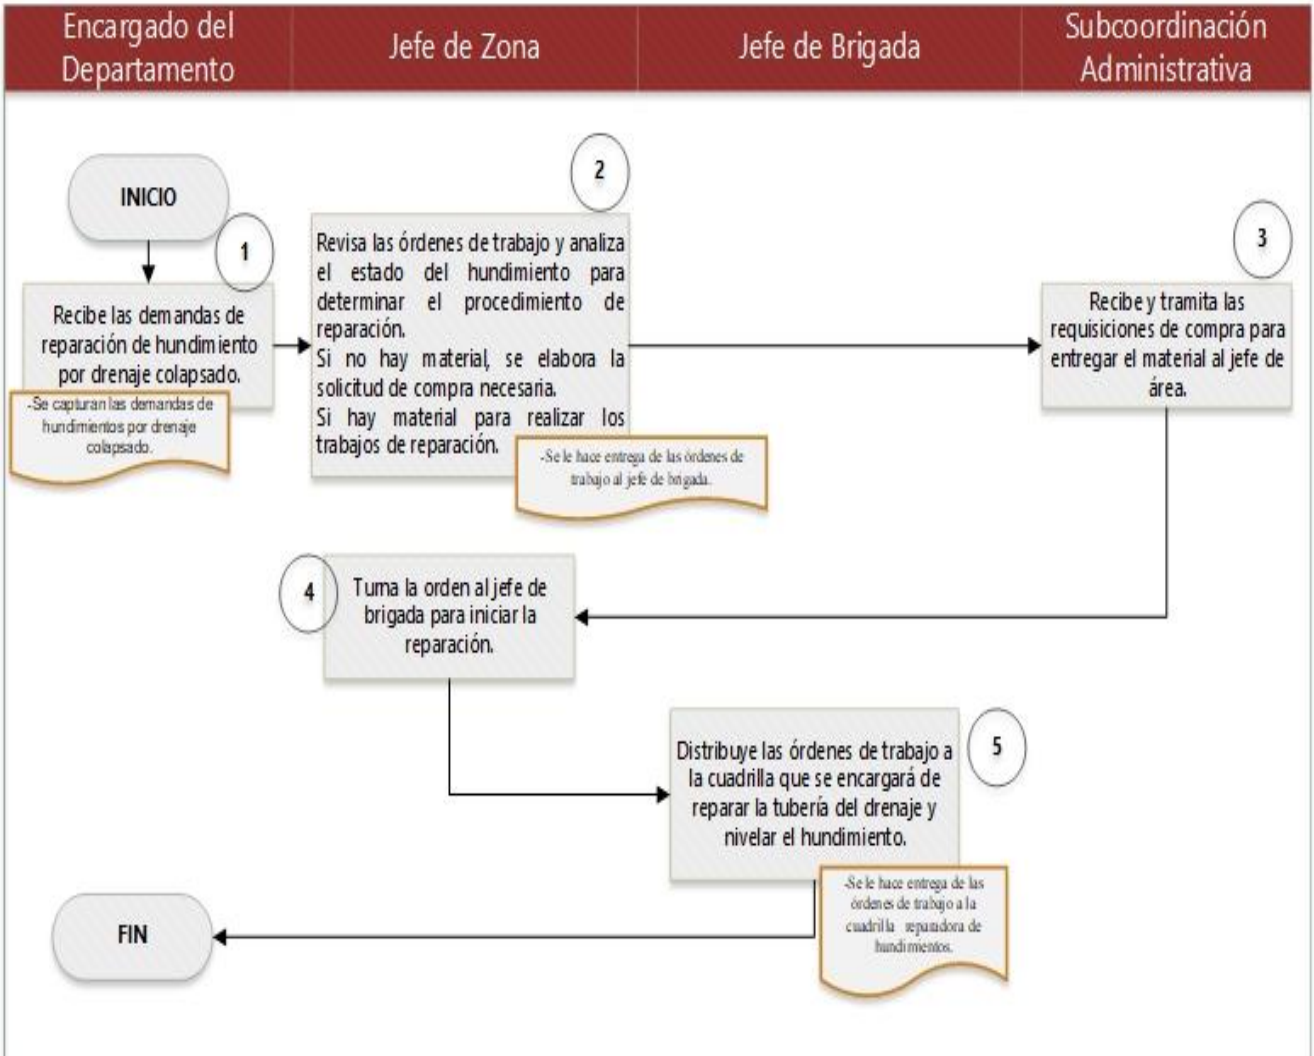 Encargado del
Departamento
Jefe de Zona
Jefe de Brigada
Subcoordinación
Administrativa
INICIO
1
Recibe las demandas de
reparación de hundimiento
por drenaje colapsado.
-Se capturan las demandas de
hundimientos por drenaje
colapsado.
2
Revisa las órdenes de trabajo y analiza
el estado del hundimiento para
determinar el procedimiento de
reparación.
Si no hay material, se elabora la
solicitud de compra necesaria.
Si hay material para realizar los
trabajos de reparación.
-Se le hace entrega de las órdenes de
trabajo al jefe de brigada.
3
Recibe y tramita las
requisiciones de compra para
entregar el material al jefe de
área.
4
Turna la orden al jefe de
brigada para iniciar la
reparación.
5
Distribuye las órdenes de trabajo a
la cuadrilla que se encargará de
reparar la tubería del drenaje y
nivelar el hundimiento.
-Se le hace entrega de las
órdenes de trabajo a la
cuadrilla reparadora de
hundimientos.
FIN